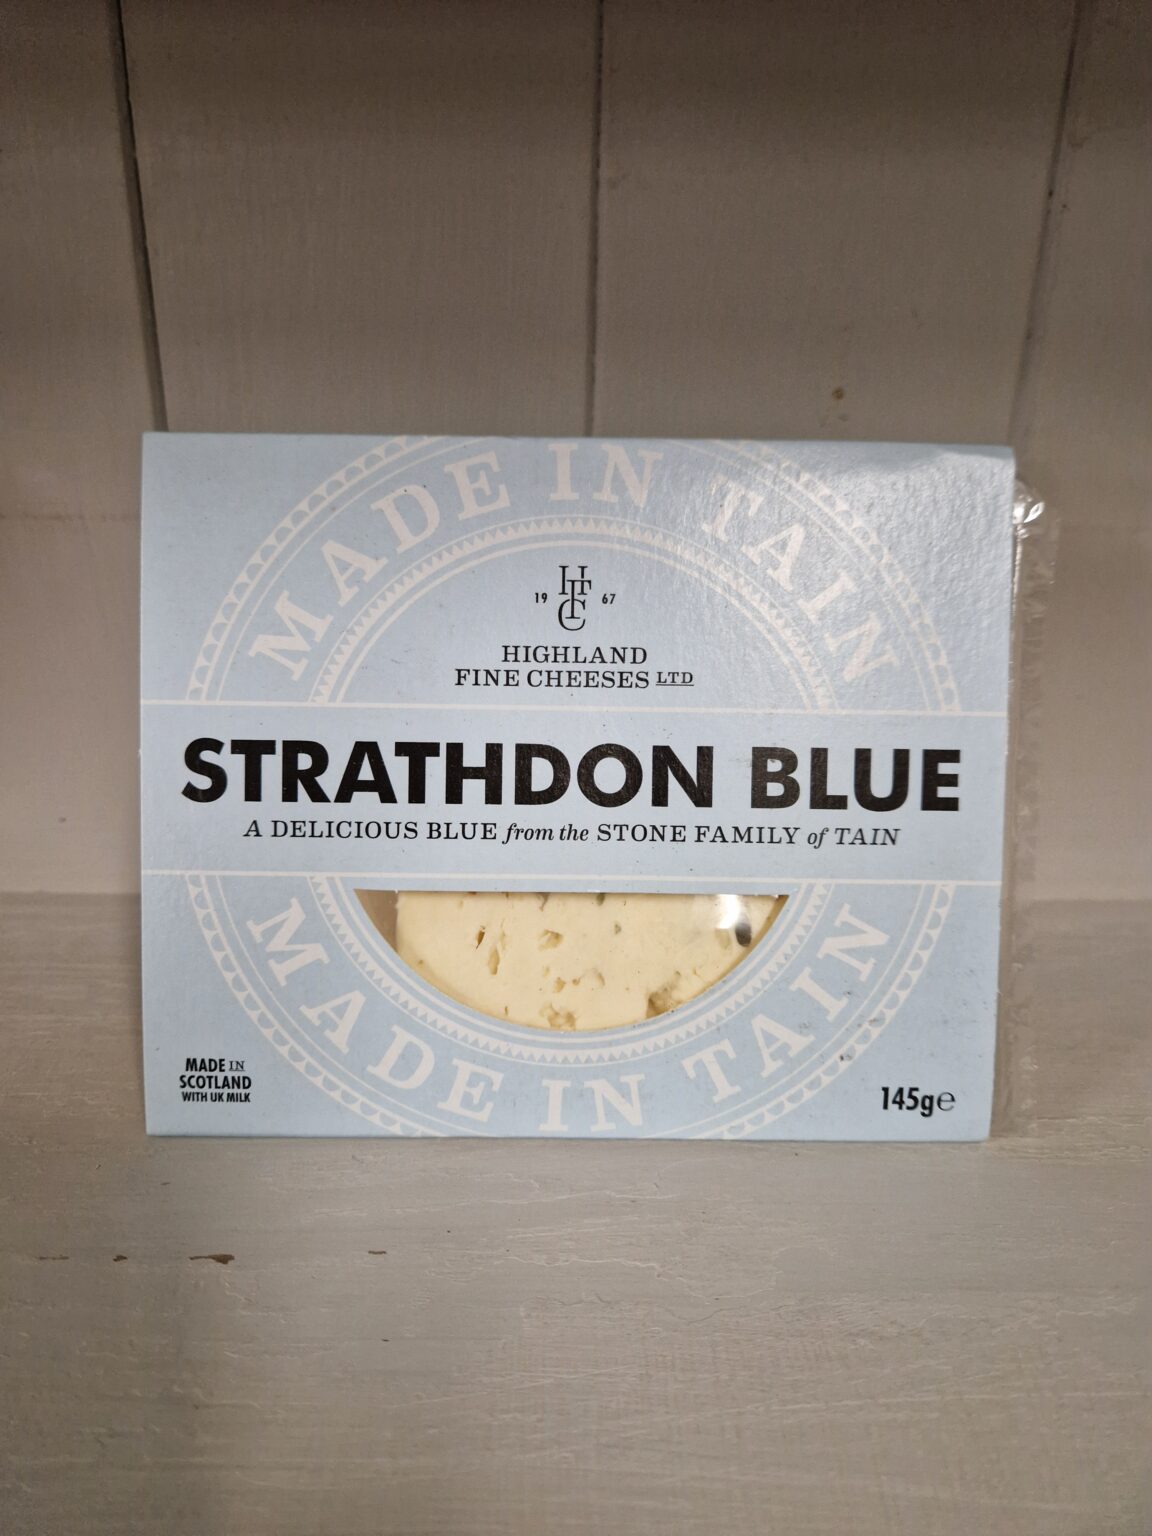 MADE IN TAIN
19 HFC 67
HIGHLAND
FINE CHEESES LTD
STRATHDON BLUE
A DELICIOUS BLUE from the STONE FAMILY of TAIN
MADE IN TAIN
MADE IN
SCOTLAND
WITH UK MILK
145g℮